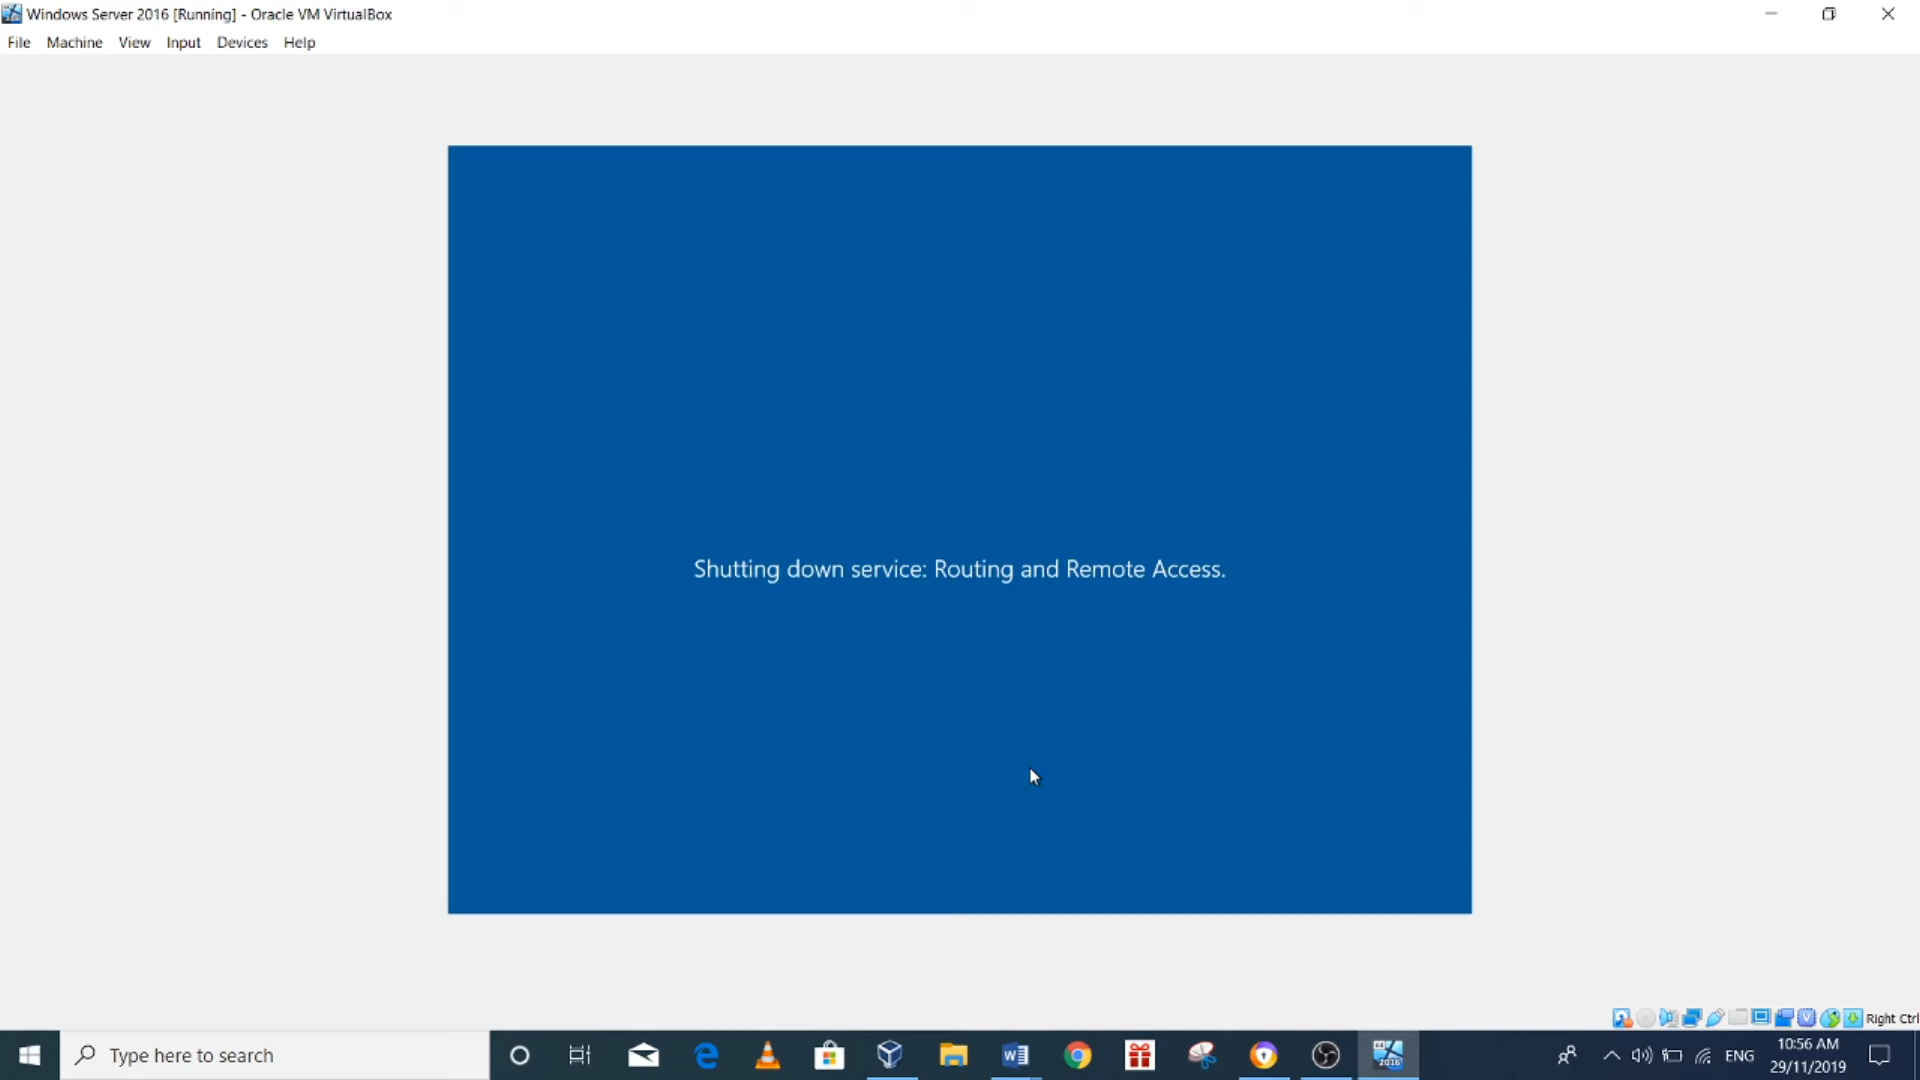 Windows Server 2016 [Running] - Oracle VM VirtualBox
File Machine View Input Devices Help
Shutting down service: Routing and Remote Access.
Right Ctrl
Type here to search
2016
ENG
10:56 AM
29/11/2019